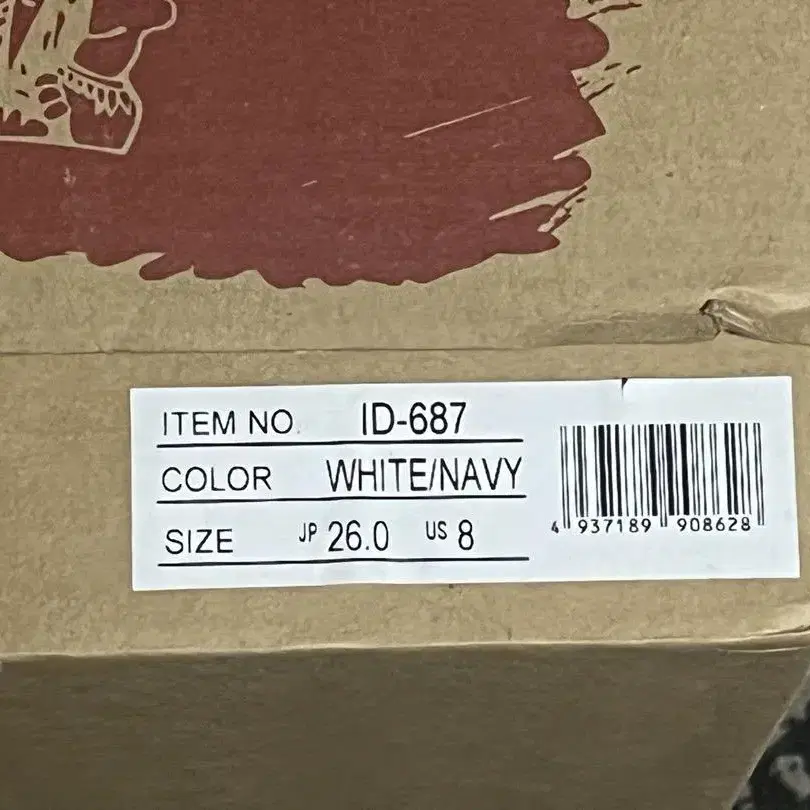 ITEM NO. ID-687
COLOR WHITE/NAVY
SIZE JP 26.0 US 8
4 937189 908628